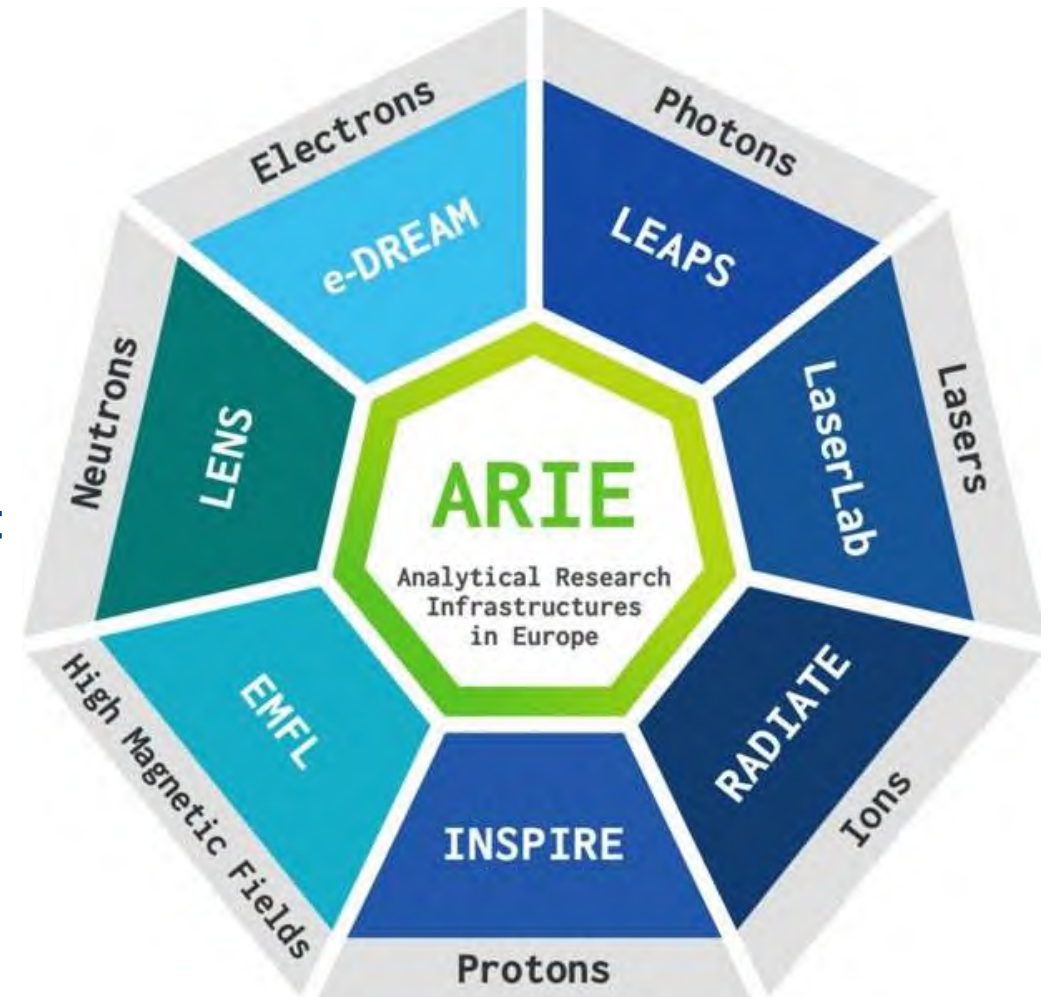 Electrons
e-DREAM
Photons
LEAPS
Lasers
LaserLab
Ions
RADIATE
Protons
INSPIRE
High Magnetic Fields
EMFL
Neutrons
LENS
ARIE
Analytical Research
Infrastructures
in Europe